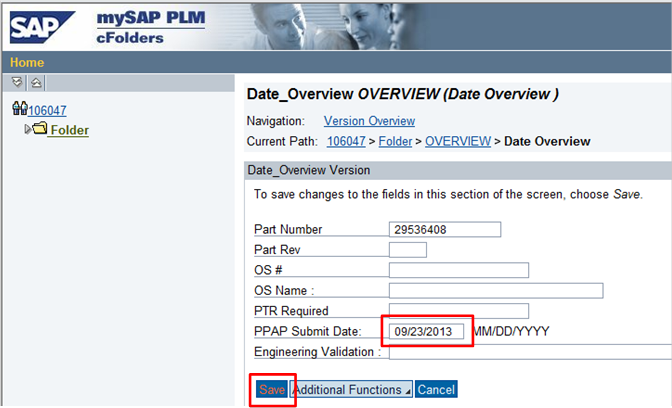 SAP
mySAP PLM
cFolders
Home
106047
Folder
Date_Overview OVERVIEW (Date Overview )
Navigation: Version Overview
Current Path: 106047 > Folder > OVERVIEW > Date Overview
Date_Overview Version
To save changes to the fields in this section of the screen, choose Save.
Part Number 29536408
Part Rev
OS #
OS Name :
PTR Required
PPAP Submit Date: 09/23/2013 MM/DD/YYYY
Engineering Validation :
Save Additional Functions Cancel